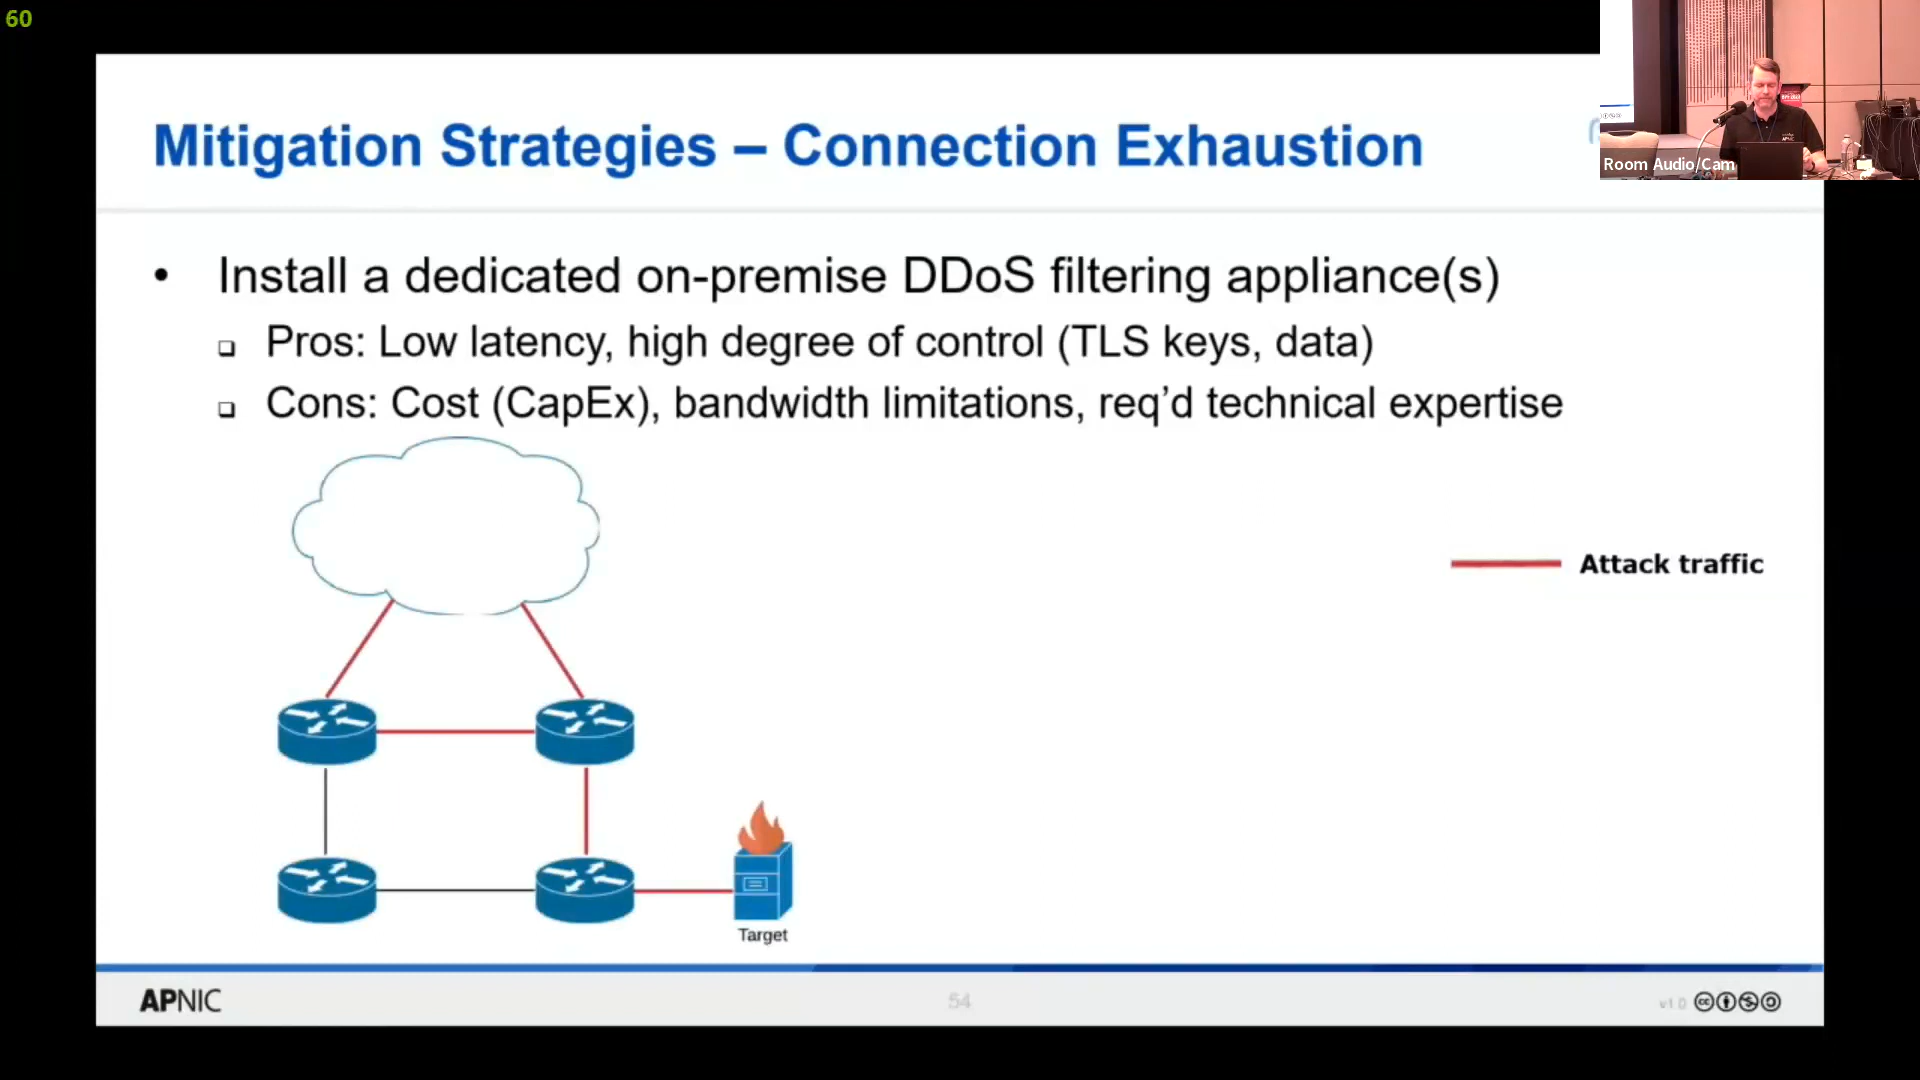 60
Mitigation Strategies – Connection Exhaustion
Room Audio/Cam
• Install a dedicated on-premise DDoS filtering appliance(s)
❑ Pros: Low latency, high degree of control (TLS keys, data)
❑ Cons: Cost (CapEx), bandwidth limitations, req’d technical expertise
Attack traffic
Target
APNIC
54
v1.0